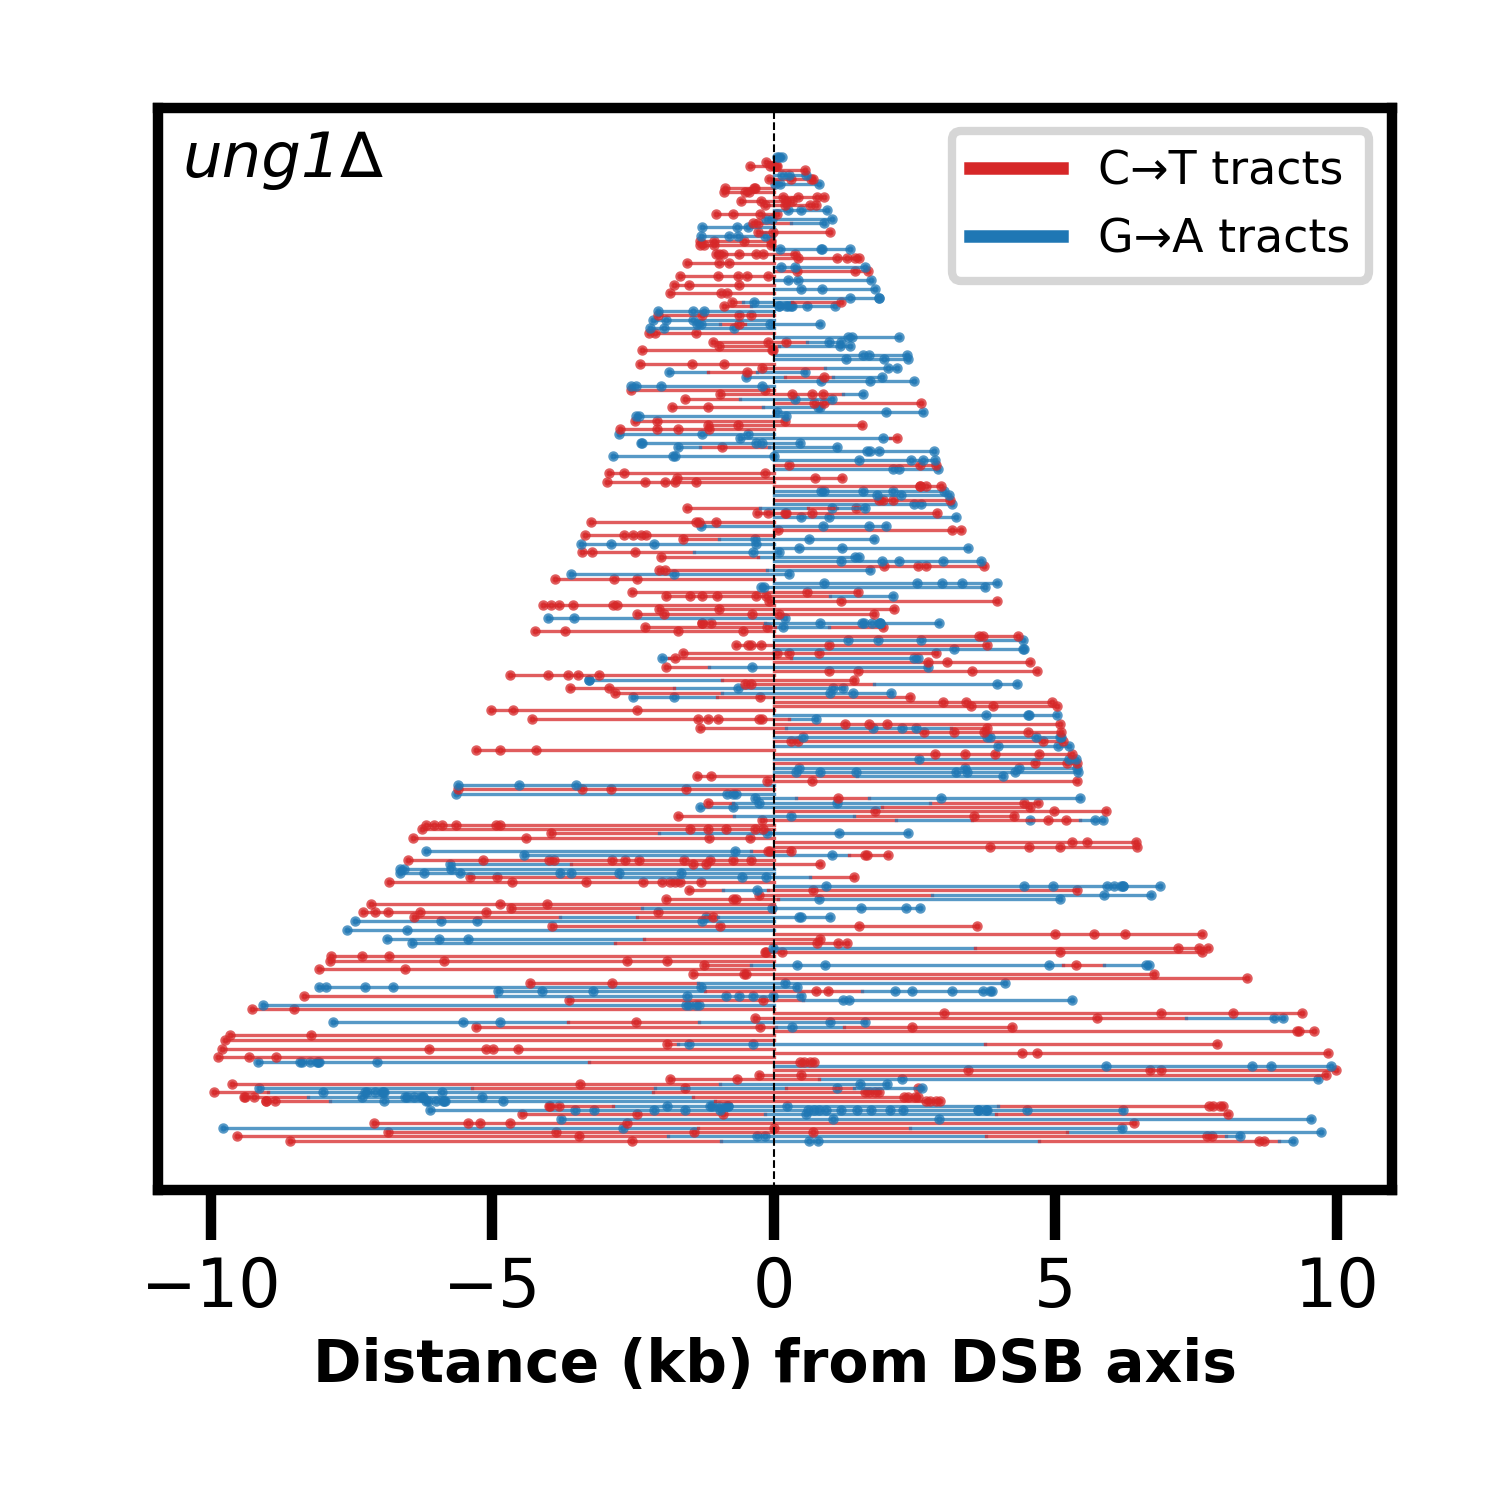 ung1Δ
C→T tracts
G→A tracts
−10 −5 0 5 10
Distance (kb) from DSB axis